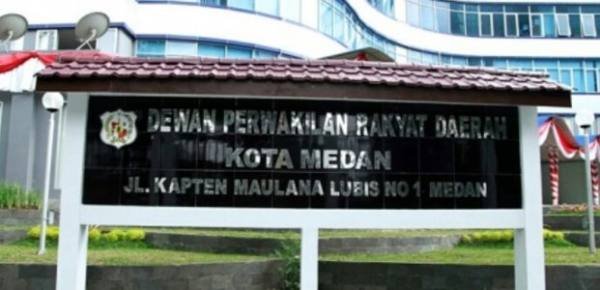 DEWAN PERWAKILAN RAKYAT DAERAH
KOTA MEDAN
JL. KAPTEN MAULANA LUBIS NO 1 MEDAN